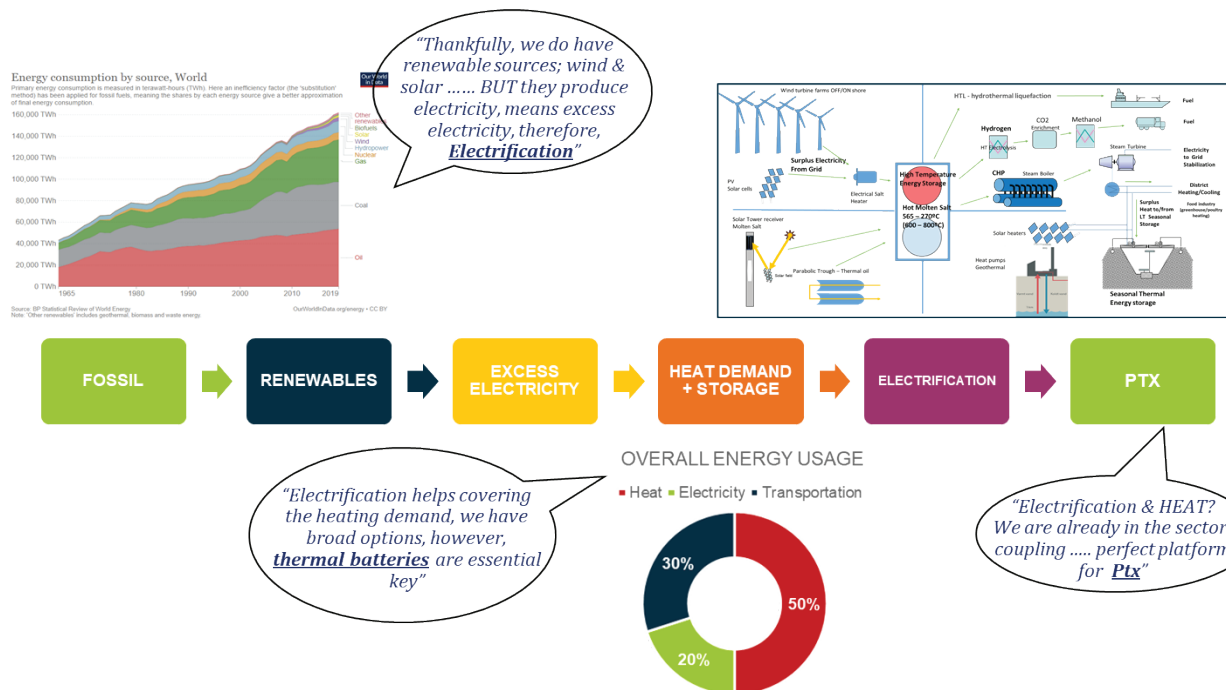 Energy consumption by source, World
Primary energy consumption is measured in terawatt-hours (TWh). Here an inefficiency factor (the 'substitution'
method) has been applied for fossil fuels, meaning the shares by each energy source give a better approximation
of final energy consumption.
Our World
in Data
160,000 TWh
140,000 TWh
120,000 TWh
100,000 TWh
80,000 TWh
60,000 TWh
40,000 TWh
20,000 TWh
0 TWh
1965
1980
1990
2000
2010
2019
Other
renewables
Biofuels
Solar
Wind
Hydropower
Nuclear
Gas
Coal
Oil
Source: BP Statistical Review of World Energy
Note: 'Other renewables' includes geothermal, biomass and waste energy.
OurWorldInData.org/energy • CC BY
“Thankfully, we do have
renewable sources; wind &
solar ...... BUT they produce
electricity, means excess
electricity, therefore,
Electrification”
Wind turbine farms OFF/ON shore
PV
Solar cells
Surplus Electricity
From Grid
Electrical Salt
Heater
High Temperature
Energy Storage
Hot Molten Salt
565 – 270ºC
(600 – 800ºC)
Solar Tower receiver
Molten Salt
Solar field
Parabolic Trough – Thermal oil
HTL - hydrothermal liquefaction
Fuel
Hydrogen
HT Electrolysis
CO2
Enrichment
Methanol
Fuel
Steam Turbine
Electricity
to Grid
Stabilization
CHP
Steam Boiler
District
Heating/Cooling
Food industry
(greenhouse/poultry
heating)
Surplus
Heat to/from
LT Seasonal
Storage
Solar heaters
Heat pumps
Geothermal
Seasonal Thermal
Energy storage
FOSSIL
RENEWABLES
EXCESS
ELECTRICITY
HEAT DEMAND
+ STORAGE
ELECTRIFICATION
PTX
“Electrification helps covering
the heating demand, we have
broad options, however,
thermal batteries are essential
key”
OVERALL ENERGY USAGE
Heat Electricity Transportation
30%
50%
20%
“Electrification & HEAT?
We are already in the sector
coupling ..... perfect platform
for Ptx”